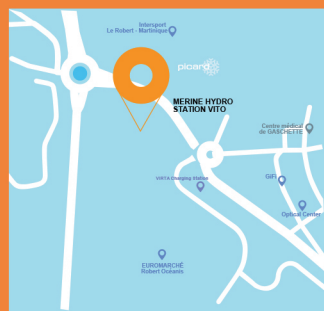 Intersport
Le Robert - Martinique
picard
MERINE HYDRO
STATION VITO
Centre médical
de GASCHETTE
VIRTA Charging Station
GiFi
Optical Center
EUROMARCHÉ
Robert Océanis